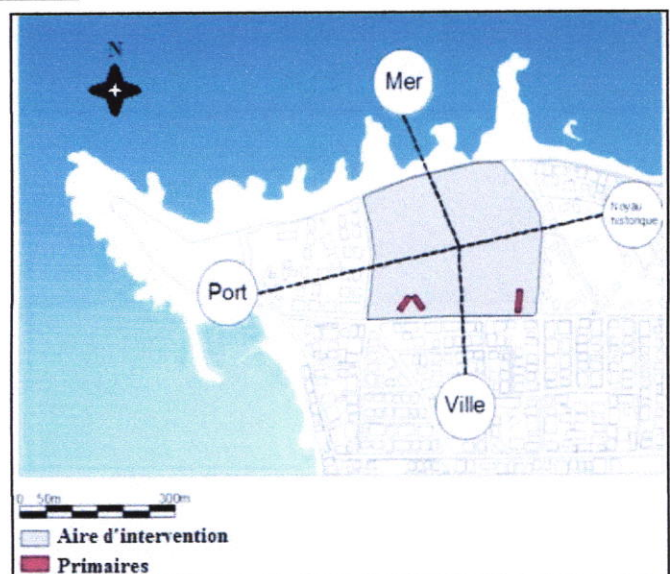 N
Mer
Noyau
historique
Port
Ville
0 50m 300m
Aire d'intervention
Primaires